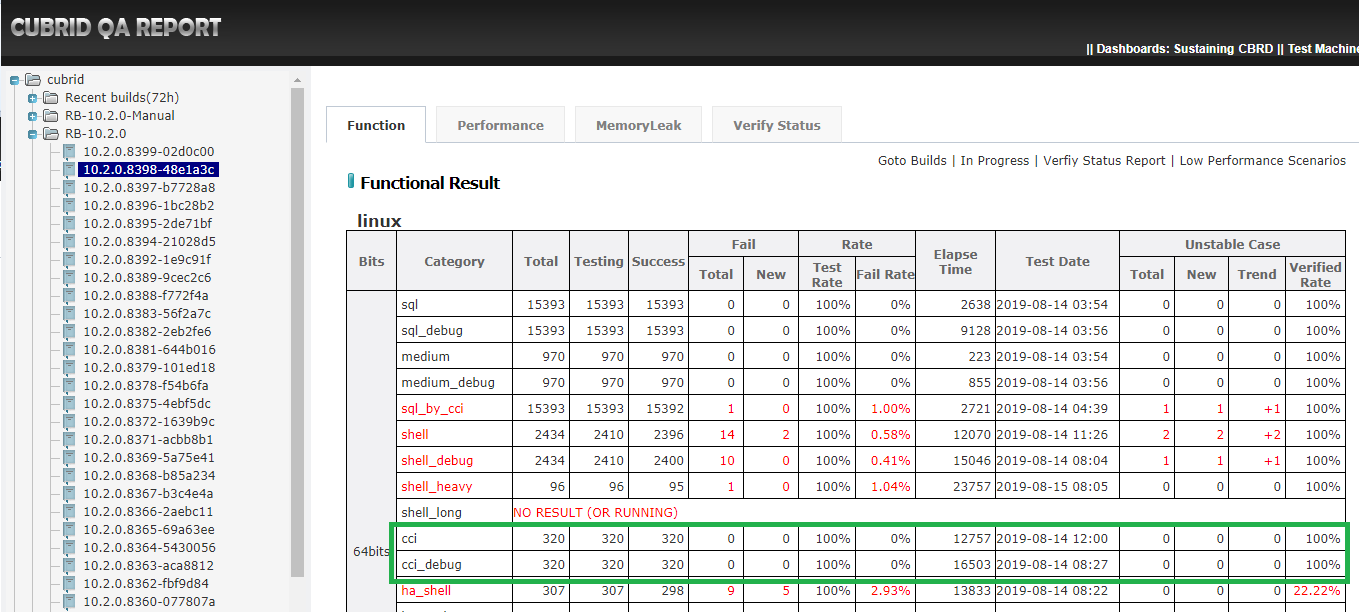 CUBRID QA REPORT
|| Dashboards: Sustaining CBRD || Test Machine
cubrid
Recent builds(72h)
RB-10.2.0-Manual
RB-10.2.0
10.2.0.8399-02d0c00
10.2.0.8398-48e1a3c
10.2.0.8397-b7728a8
10.2.0.8396-1bc28b2
10.2.0.8395-2de71bf
10.2.0.8394-21028d5
10.2.0.8392-1e9c91f
10.2.0.8389-9cec2c6
10.2.0.8388-f772f4a
10.2.0.8383-56f2a7c
10.2.0.8382-2eb2fe6
10.2.0.8381-644b016
10.2.0.8379-101ed18
10.2.0.8378-f54b6fa
10.2.0.8375-4ebf5dc
10.2.0.8372-1639b9c
10.2.0.8371-acbb8b1
10.2.0.8369-5a75e41
10.2.0.8368-b85a234
10.2.0.8367-b3c4e4a
10.2.0.8366-2aebc11
10.2.0.8365-69a63ee
10.2.0.8364-5430056
10.2.0.8363-aca8812
10.2.0.8362-fbf9d84
10.2.0.8360-077807a
Function Performance MemoryLeak Verify Status
Goto Builds | In Progress | Verfiy Status Report | Low Performance Scenarios
Functional Result
linux
Bits Category Total Testing Success Fail Rate Elapse Time Test Date Unstable Case
Total New Test Rate Fail Rate Total New Trend Verified Rate
64bits
sql 15393 15393 15393 0 0 100% 0% 2638 2019-08-14 03:54 0 0 0 100%
sql_debug 15393 15393 15393 0 0 100% 0% 9128 2019-08-14 03:56 0 0 0 100%
medium 970 970 970 0 0 100% 0% 223 2019-08-14 03:54 0 0 0 100%
medium_debug 970 970 970 0 0 100% 0% 855 2019-08-14 03:56 0 0 0 100%
sql_by_cci 15393 15393 15392 1 0 100% 1.00% 2721 2019-08-14 04:39 1 1 +1 100%
shell 2434 2410 2396 14 2 100% 0.58% 12070 2019-08-14 11:26 2 2 +2 100%
shell_debug 2434 2410 2400 10 0 100% 0.41% 15046 2019-08-14 08:04 1 1 +1 100%
shell_heavy 96 96 95 1 0 100% 1.04% 23757 2019-08-15 08:05 0 0 0 100%
shell_long NO RESULT (OR RUNNING)
cci 320 320 320 0 0 100% 0% 12757 2019-08-14 12:00 0 0 0 100%
cci_debug 320 320 320 0 0 100% 0% 16503 2019-08-14 08:27 0 0 0 100%
ha_shell 307 307 298 9 5 100% 2.93% 13833 2019-08-14 08:22 0 0 0 22.22%